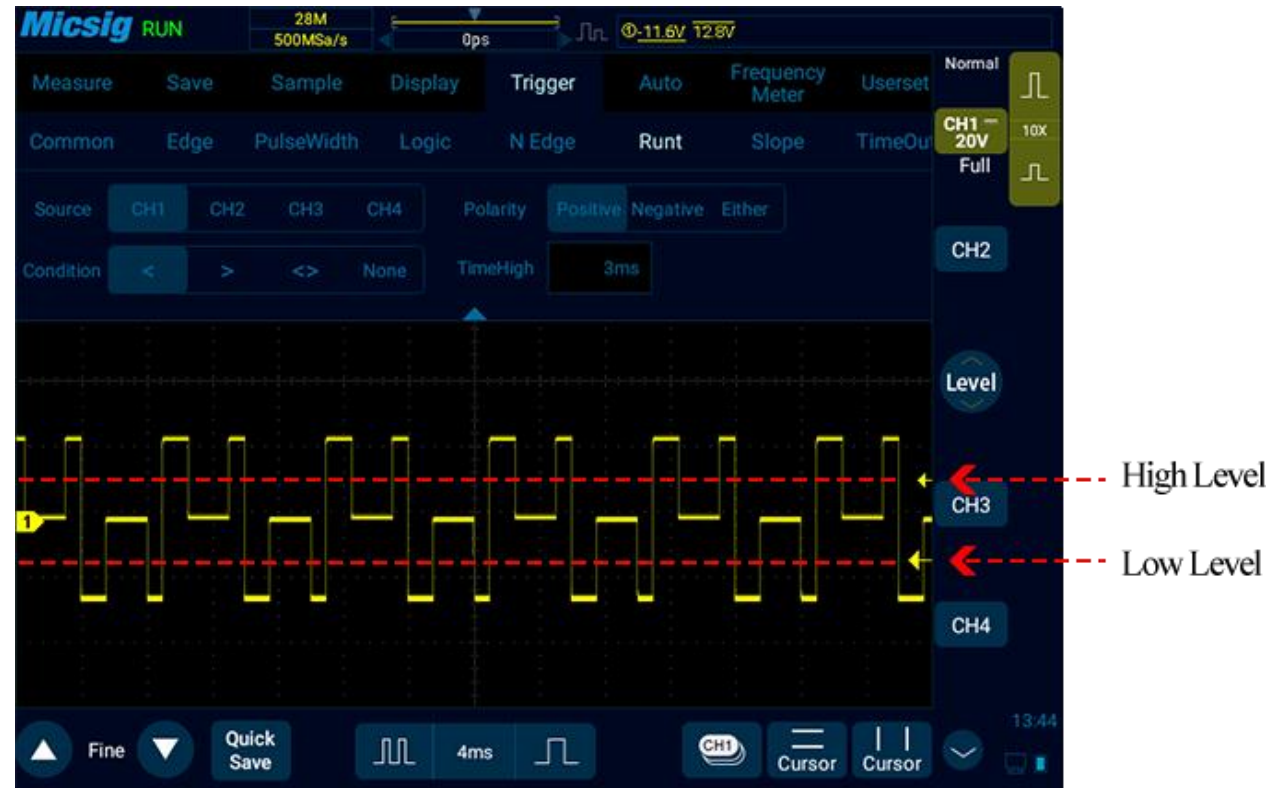 Micsig RUN 28M 500MSa/s 0ps ①-11.6V 12.8V
Measure Save Sample Display Trigger Auto Frequency Meter Userset Normal
Common Edge PulseWidth Logic N Edge Runt Slope TimeOu CH1 20V 10X
Full
Source CH1 CH2 CH3 CH4 Polarity Positive Negative Either
CH2
Condition < > <> None TimeHigh 3ms
Level
High Level
CH3
1
Low Level
CH4
13:44
Fine Quick Save 4ms CH1 Cursor Cursor